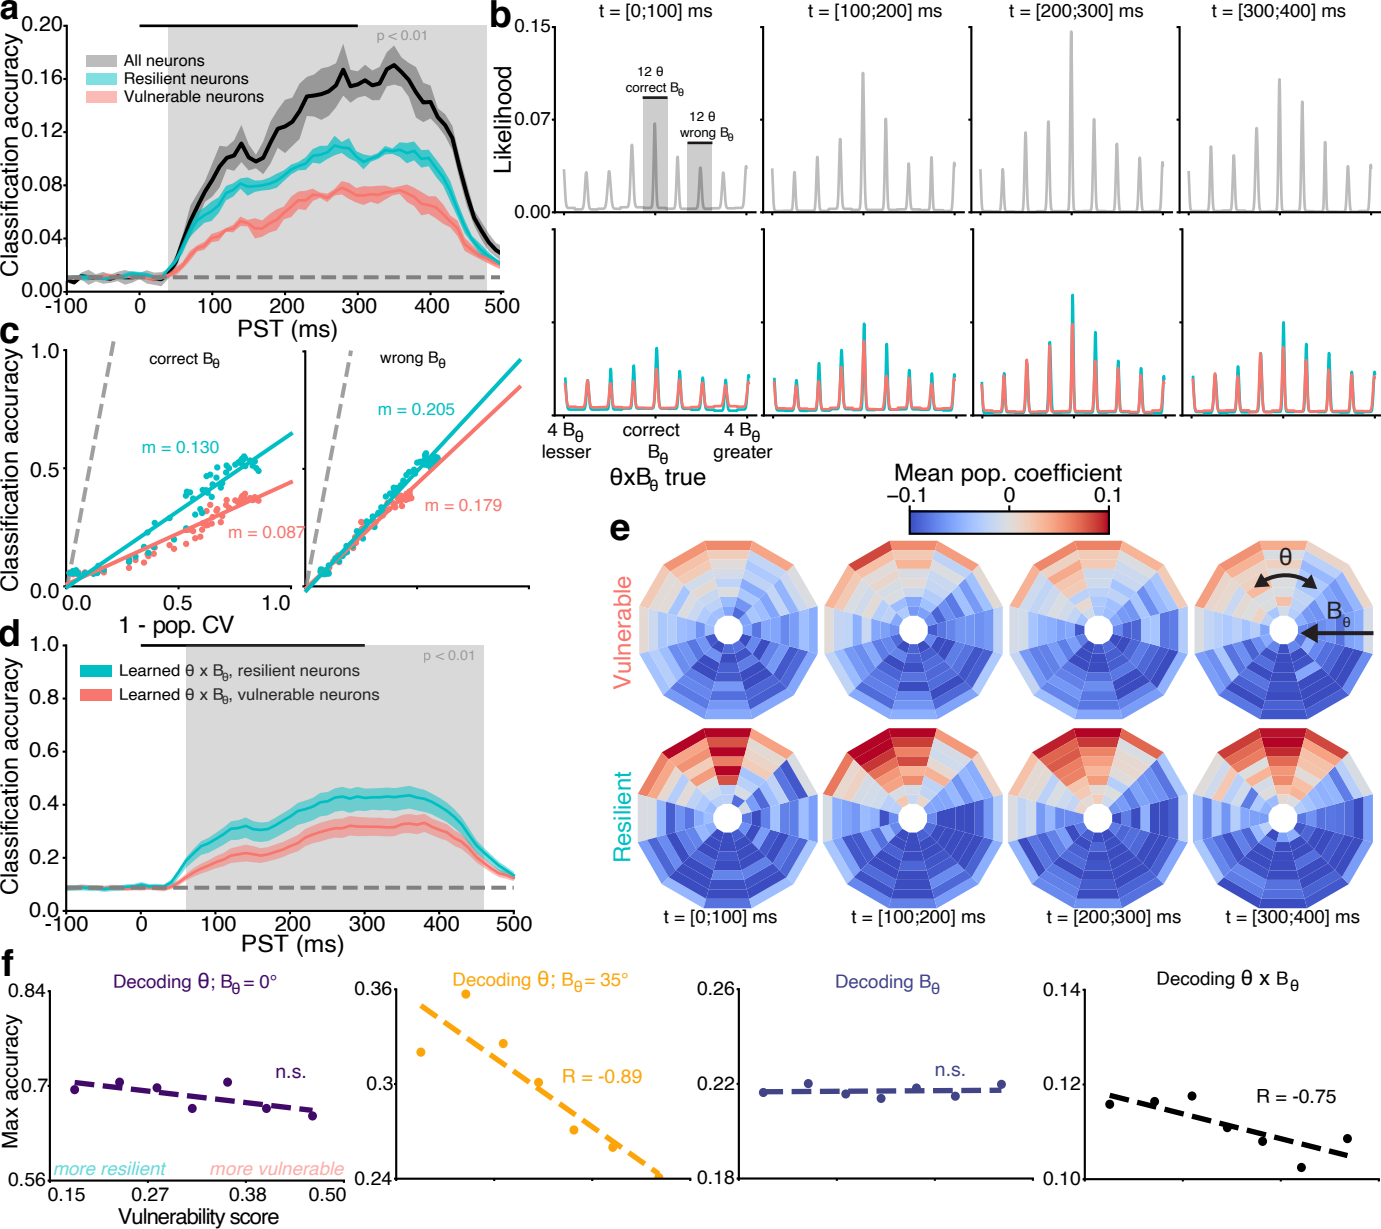 a
0.20
0.16
0.12
0.08
0.04
0.00
Classification accuracy
p < 0.01
All neurons
Resilient neurons
Vulnerable neurons
-100 0 100 200 300 400 500
PST (ms)
b
t = [0;100] ms
t = [100;200] ms
t = [200;300] ms
t = [300;400] ms
0.15
0.07
0.00
Likelihood
12 θ
correct Bθ
12 θ
wrong Bθ
4 Bθ
lesser
correct
Bθ
4 Bθ
greater
θxBθ true
c
1.0
0.5
0.0
Classification accuracy
correct Bθ
m = 0.130
m = 0.087
wrong Bθ
m = 0.205
m = 0.179
0.0 0.5 1.0
1 - pop. CV
d
1.0
0.8
0.6
0.4
0.2
0.0
Classification accuracy
p < 0.01
Learned θ x Bθ, resilient neurons
Learned θ x Bθ, vulnerable neurons
-100 0 100 200 300 400 500
PST (ms)
Mean pop. coefficient
−0.1 0 0.1
e
Vulnerable
θ
Bθ
Resilient
t = [0;100] ms
t = [100;200] ms
t = [200;300] ms
t = [300;400] ms
f
Decoding θ; Bθ = 0°
0.84
0.7
0.56
Max accuracy
n.s.
more resilient
more vulnerable
0.15 0.27 0.38 0.50
Vulnerability score
Decoding θ; Bθ = 35°
0.36
0.3
0.24
R = -0.89
Decoding Bθ
0.26
0.22
0.18
n.s.
Decoding θ x Bθ
0.14
0.12
0.10
R = -0.75